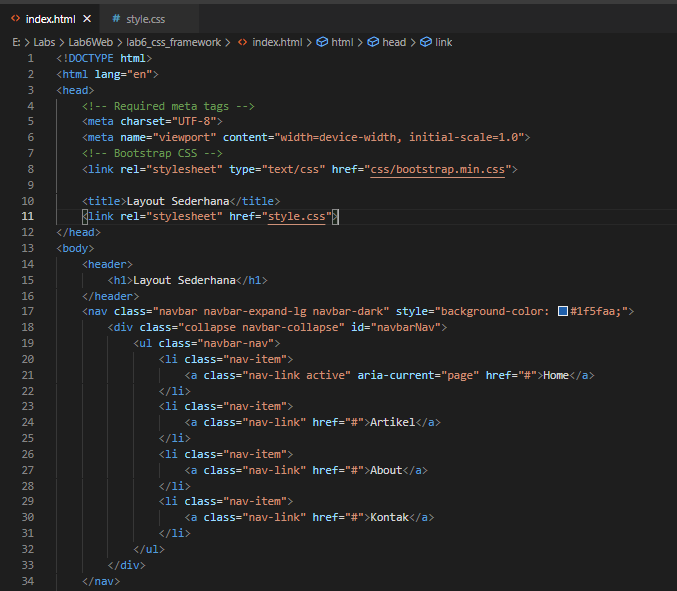 index.html
style.css
E: > Labs > Lab6Web > lab6_css_framework > index.html > html > head > link
1 <!DOCTYPE html>
2 <html lang="en">
3 <head>
4 <!-- Required meta tags -->
5 <meta charset="UTF-8">
6 <meta name="viewport" content="width=device-width, initial-scale=1.0">
7 <!-- Bootstrap CSS -->
8 <link rel="stylesheet" type="text/css" href="css/bootstrap.min.css">
9
10 <title>Layout Sederhana</title>
11 <link rel="stylesheet" href="style.css">
12 </head>
13 <body>
14 <header>
15 <h1>Layout Sederhana</h1>
16 </header>
17 <nav class="navbar navbar-expand-lg navbar-dark" style="background-color: #1f5faa;">
18 <div class="collapse navbar-collapse" id="navbarNav">
19 <ul class="navbar-nav">
20 <li class="nav-item">
21 <a class="nav-link active" aria-current="page" href="#">Home</a>
22 </li>
23 <li class="nav-item">
24 <a class="nav-link" href="#">Artikel</a>
25 </li>
26 <li class="nav-item">
27 <a class="nav-link" href="#">About</a>
28 </li>
29 <li class="nav-item">
30 <a class="nav-link" href="#">Kontak</a>
31 </li>
32 </ul>
33 </div>
34 </nav>